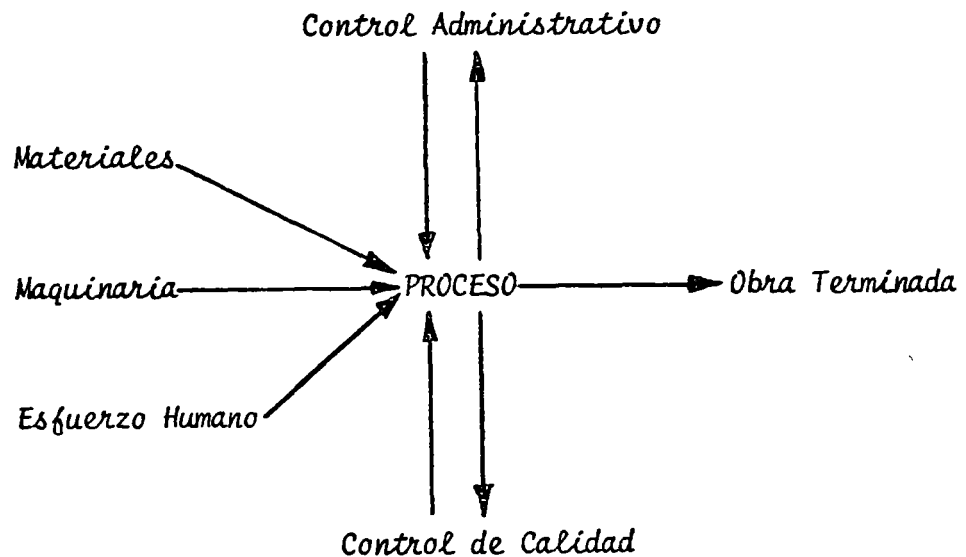 Control Administrativo
Materiales
Maquinaria
PROCESO
Obra Terminada
Esfuerzo Humano
Control de Calidad